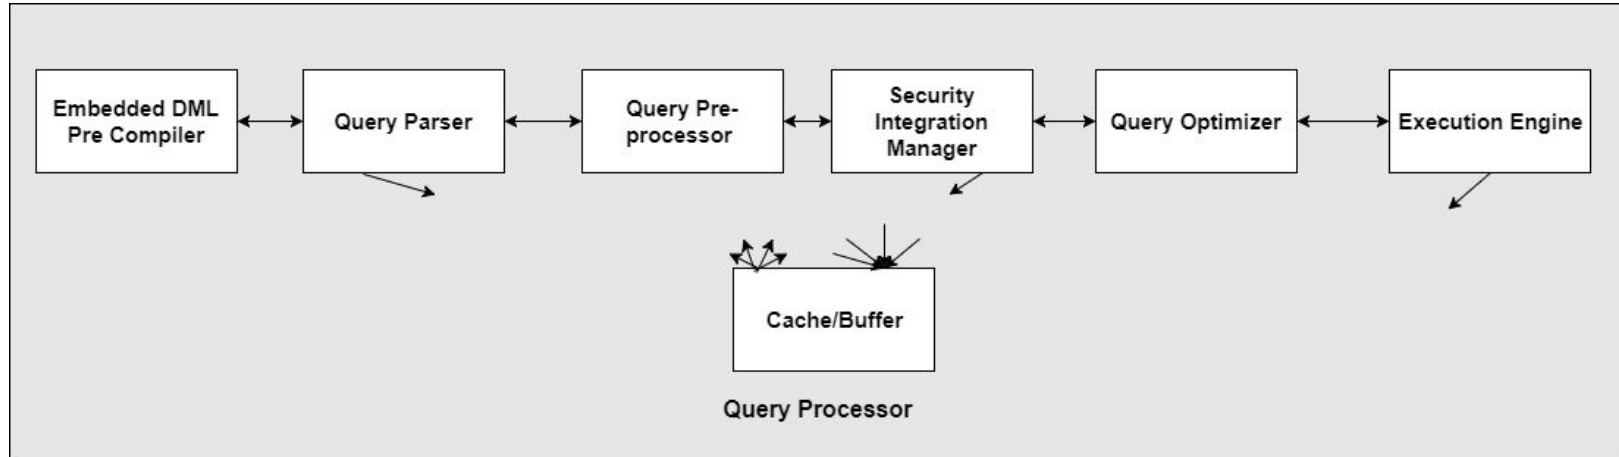 Embedded DML
Pre Compiler
Query Parser
Query Pre-
processor
Security
Integration
Manager
Query Optimizer
Execution Engine
Cache/Buffer
Query Processor